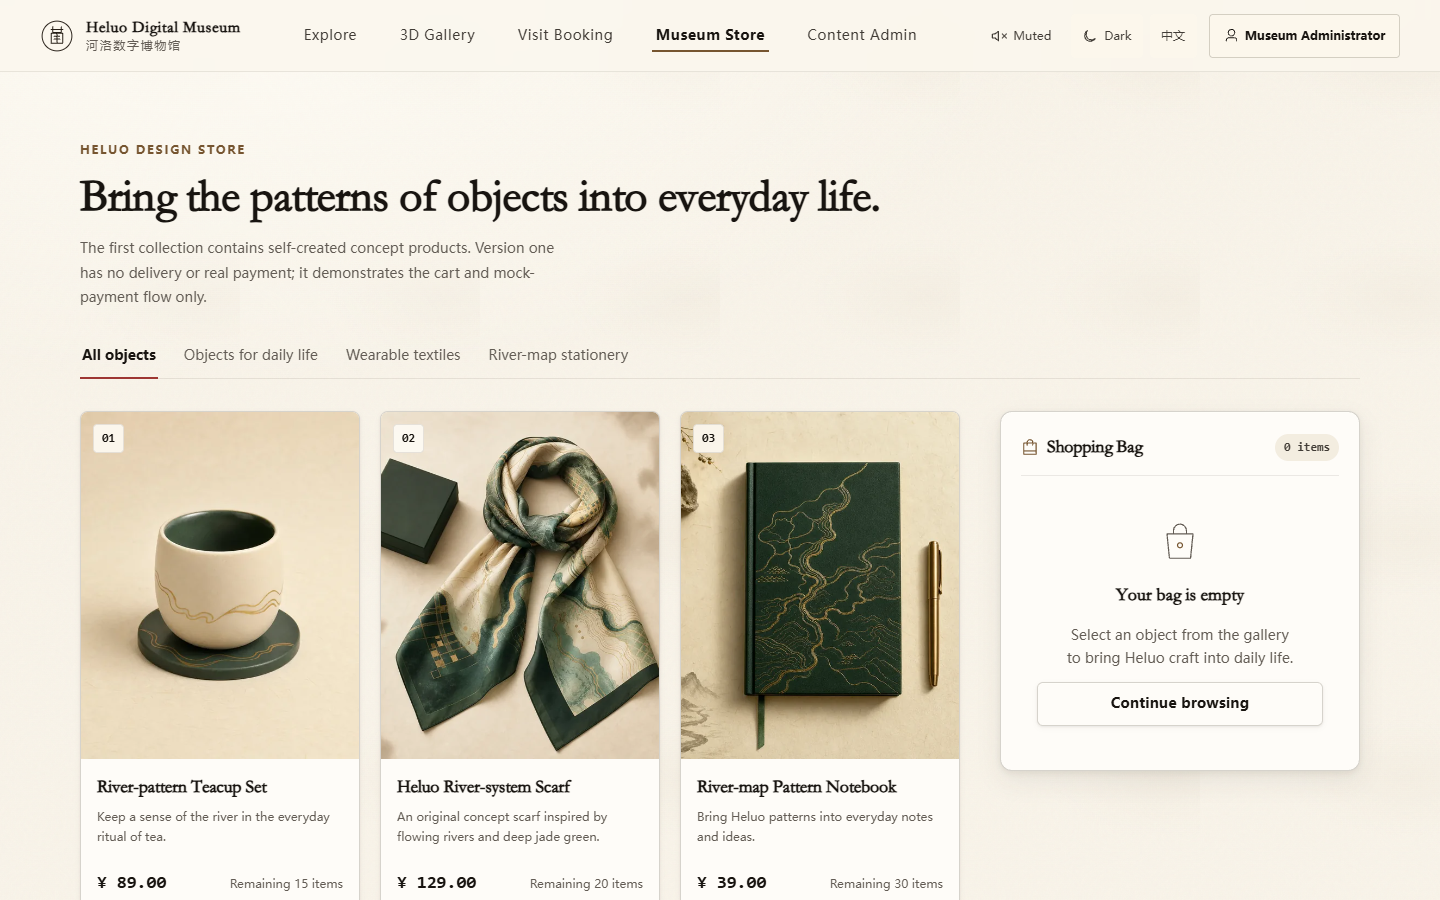 Heluo Digital Museum
河洛数字博物馆
Explore
3D Gallery
Visit Booking
Museum Store
Content Admin
Muted
Dark
中文
Museum Administrator
HELUO DESIGN STORE
Bring the patterns of objects into everyday life.
The first collection contains self-created concept products. Version one
has no delivery or real payment; it demonstrates the cart and mock-
payment flow only.
All objects
Objects for daily life
Wearable textiles
River-map stationery
01
02
03
Shopping Bag
0 items
Your bag is empty
Select an object from the gallery
to bring Heluo craft into daily life.
Continue browsing
River-pattern Teacup Set
Keep a sense of the river in the everyday
ritual of tea.
¥ 89.00
Remaining 15 items
Heluo River-system Scarf
An original concept scarf inspired by
flowing rivers and deep jade green.
¥ 129.00
Remaining 20 items
River-map Pattern Notebook
Bring Heluo patterns into everyday notes
and ideas.
¥ 39.00
Remaining 30 items